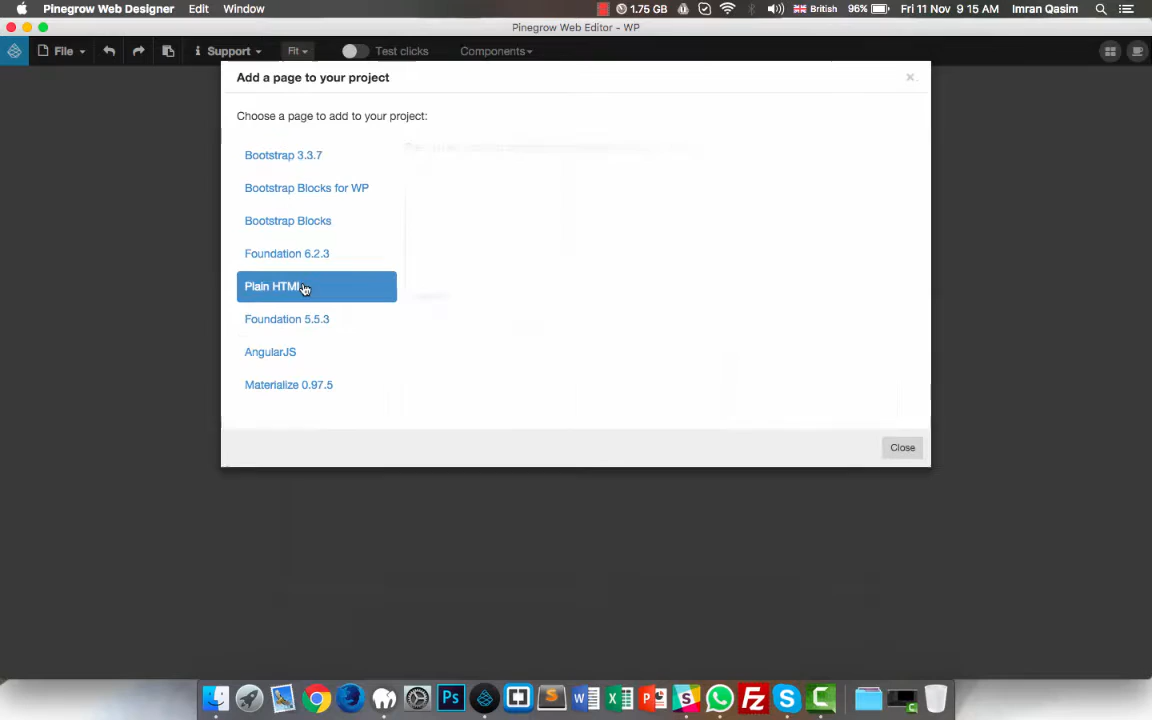 Pinegrow Web Designer Edit Window 1.75 GB British 96% Fri 11 Nov 9 15 AM Imran Qasim
Pinegrow Web Editor - WP
File Support Fit Test clicks Components
Add a page to your project ×
Choose a page to add to your project:
Bootstrap 3.3.7
Bootstrap Blocks for WP
Bootstrap Blocks
Foundation 6.2.3
Plain HTML
Foundation 5.5.3
AngularJS
Materialize 0.97.5
Close
Ps
Fz